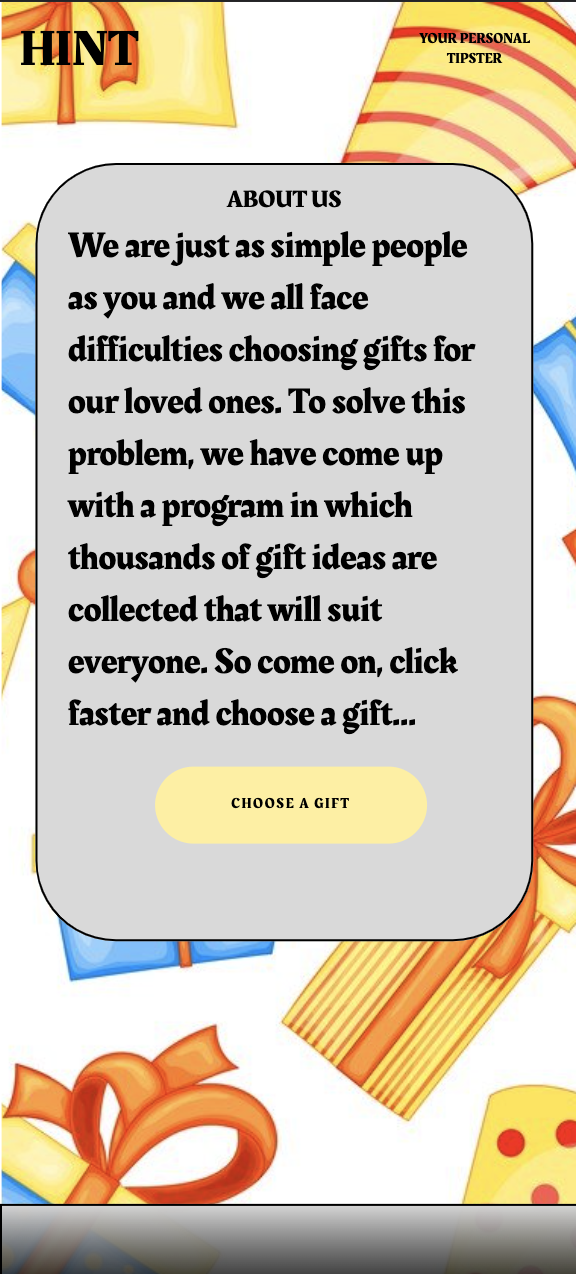 HINT
YOUR PERSONAL
TIPSTER
ABOUT US
We are just as simple people
as you and we all face
difficulties choosing gifts for
our loved ones. To solve this
problem, we have come up
with a program in which
thousands of gift ideas are
collected that will suit
everyone. So come on, click
faster and choose a gift...
CHOOSE A GIFT